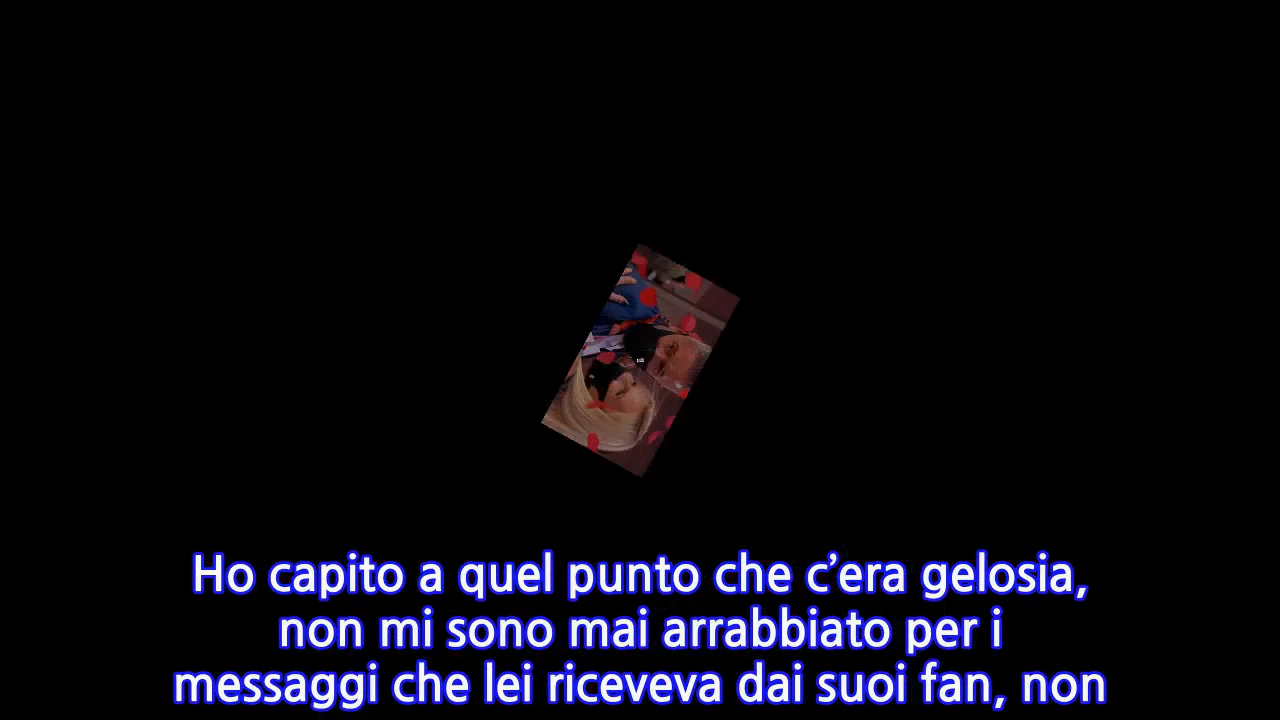 Ho capito a quel punto che c’era gelosia,
non mi sono mai arrabbiato per i
messaggi che lei riceveva dai suoi fan, non